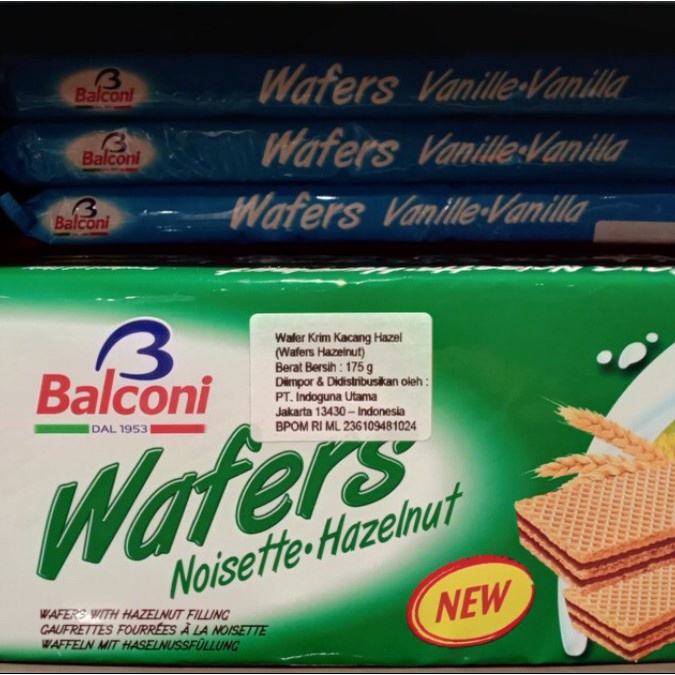 Balconi Wafers Vanille•Vanilla
Balconi Wafers Vanille•Vanilla
Balconi Wafers Vanille•Vanilla
Balconi
DAL 1953
Wafer Krim Kacang Hazel
(Wafers Hazelnut)
Berat Bersih : 175 g
Diimpor & Didistribusikan oleh :
PT. Indoguna Utama
Jakarta 13430 – Indonesia
BPOM RI ML 236109481024
Wafers
Noisette•Hazelnut
NEW
WAFERS WITH HAZELNUT FILLING
GAUFRETTES FOURRÉES À LA NOISETTE
WAFFELN MIT HASELNUSSFÜLLUNG